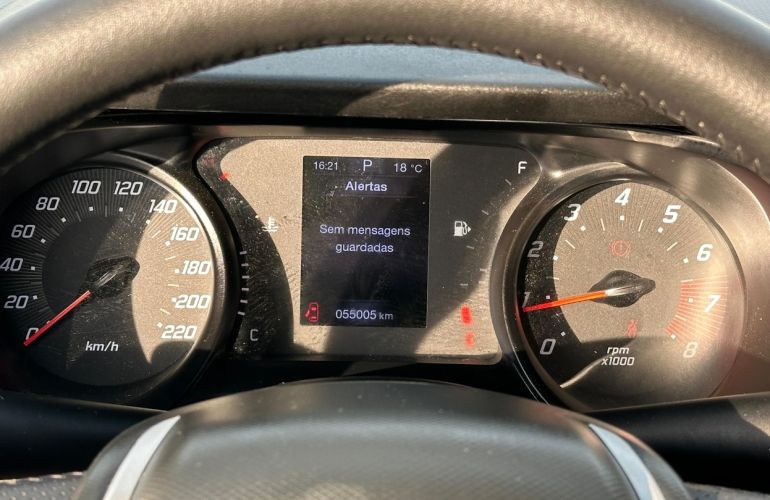 16:21 P 18 °C
Alertas
Sem mensagens
guardadas
055005 km
0
20
40
60
80
100
120
140
160
180
200
220
km/h
C
F
0
1
2
3
4
5
6
7
8
rpm
x1000